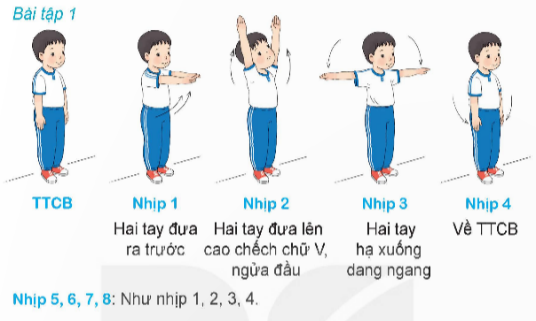 Bài tập 1
TTCB
Nhịp 1
Nhịp 2
Nhịp 3
Nhịp 4
Hai tay đưa
ra trước
Hai tay đưa lên
cao chếch chữ V,
ngửa đầu
Hai tay
hạ xuống
dang ngang
Về TTCB
Nhịp 5, 6, 7, 8: Như nhịp 1, 2, 3, 4.